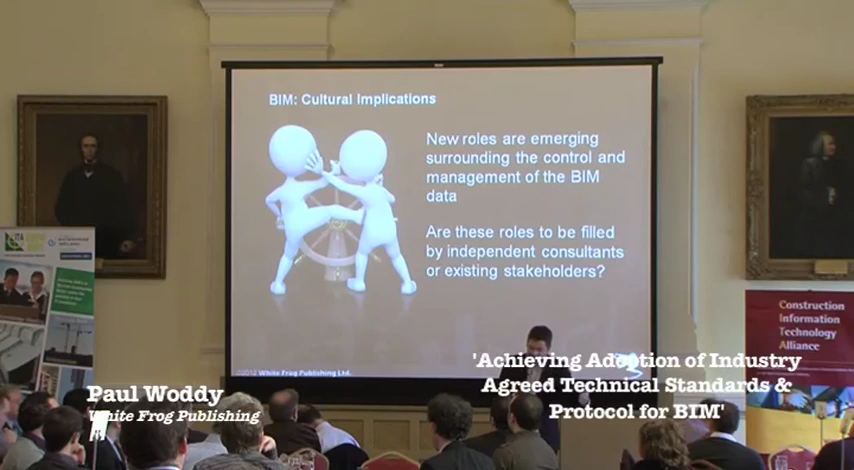 BIM: Cultural Implications
New roles are emerging
surrounding the control and
management of the BIM
data
Are these roles to be filled
by independent consultants
or existing stakeholders?
©2012 White Frog Publishing Ltd.
Construction
Information
Technology
Alliance
'Achieving Adoption of Industry
Agreed Technical Standards &
Protocol for BIM'
Paul Woddy
White Frog Publishing